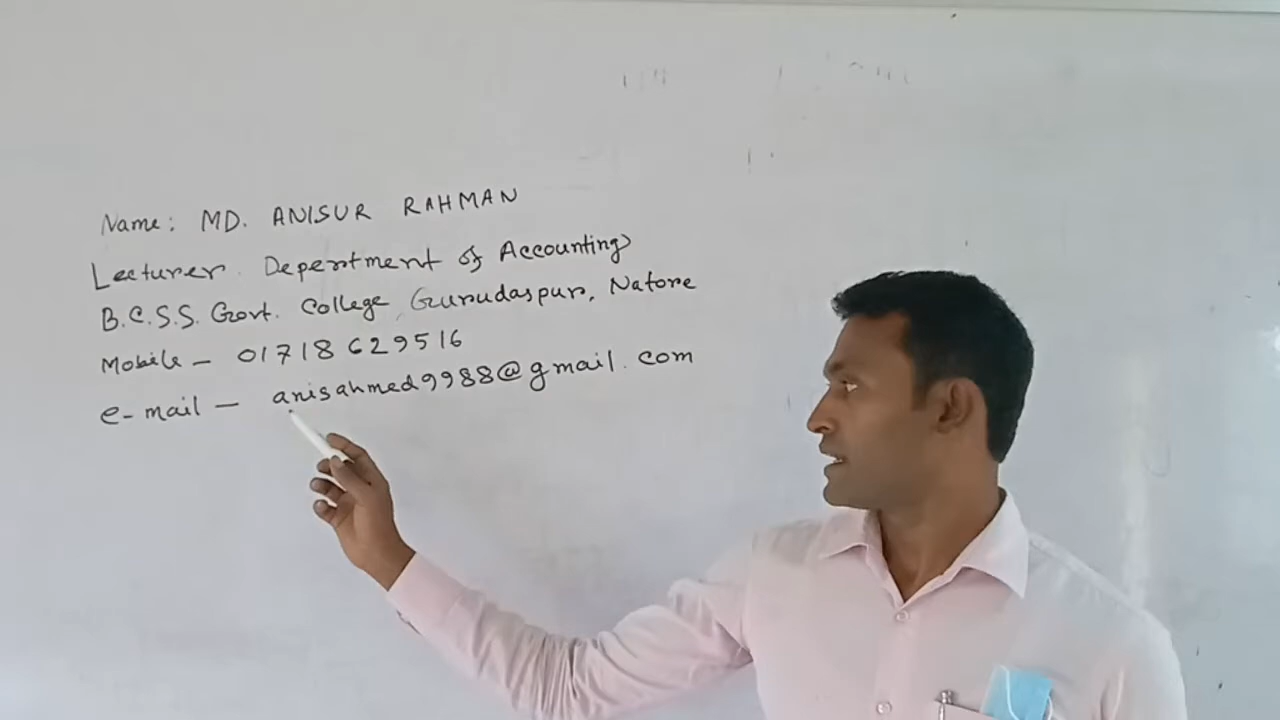 Name: MD. ANISUR RAHMAN
Lecturer. Depertment of Accounting
B.C.S.S. Govt. College, Gurudaspur, Natore
Mobile - 01718 629516
e-mail - anisahmed9988@gmail.com